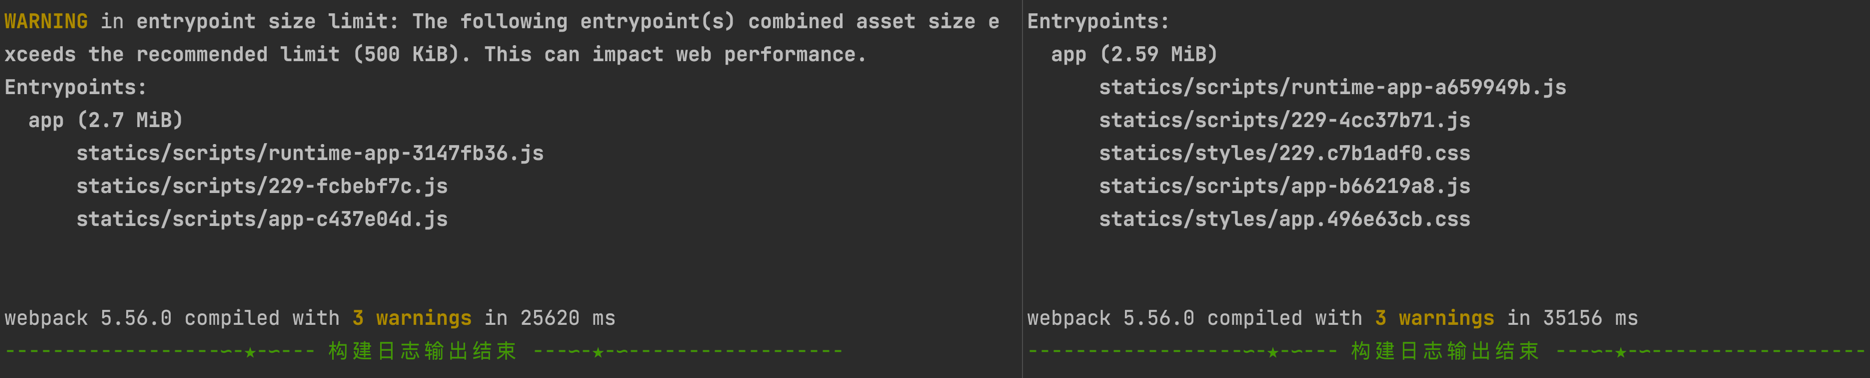 WARNING in entrypoint size limit: The following entrypoint(s) combined asset size e
xceeds the recommended limit (500 KiB). This can impact web performance.
Entrypoints:
  app (2.7 MiB)
      statics/scripts/runtime-app-3147fb36.js
      statics/scripts/229-fcbebf7c.js
      statics/scripts/app-c437e04d.js
webpack 5.56.0 compiled with 3 warnings in 25620 ms
------------------~-★-~--- 构建日志输出结束 ---~-★-~------------------
Entrypoints:
  app (2.59 MiB)
      statics/scripts/runtime-app-a659949b.js
      statics/scripts/229-4cc37b71.js
      statics/styles/229.c7b1adf0.css
      statics/scripts/app-b66219a8.js
      statics/styles/app.496e63cb.css
webpack 5.56.0 compiled with 3 warnings in 35156 ms
------------------~-★-~--- 构建日志输出结束 ---~-★-~------------------